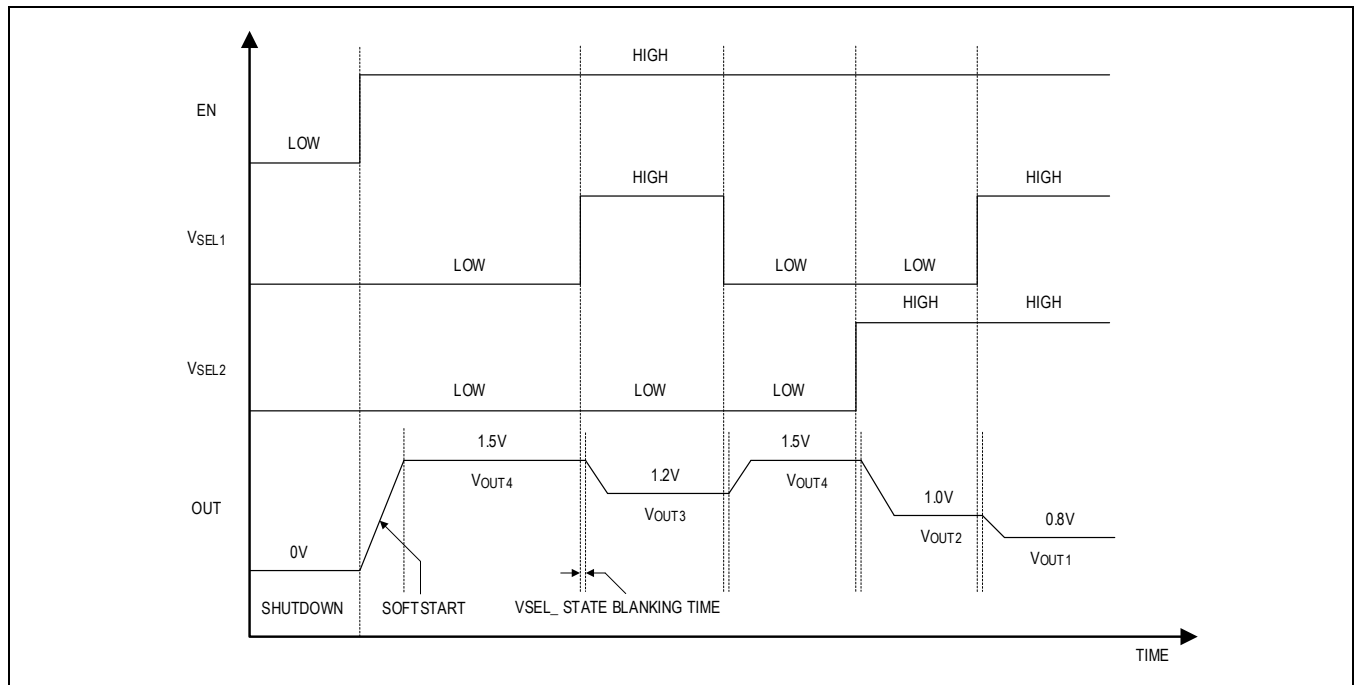 HIGH
EN
LOW
HIGH
HIGH
VSEL1
LOW
LOW
LOW
HIGH
HIGH
VSEL2
LOW
LOW
LOW
1.5V
1.5V
1.2V
VOUT4
VOUT4
1.0V
OUT
VOUT3
0.8V
VOUT2
0V
VOUT1
SHUTDOWN
SOFTSTART
VSEL_ STATE BLANKING TIME
TIME